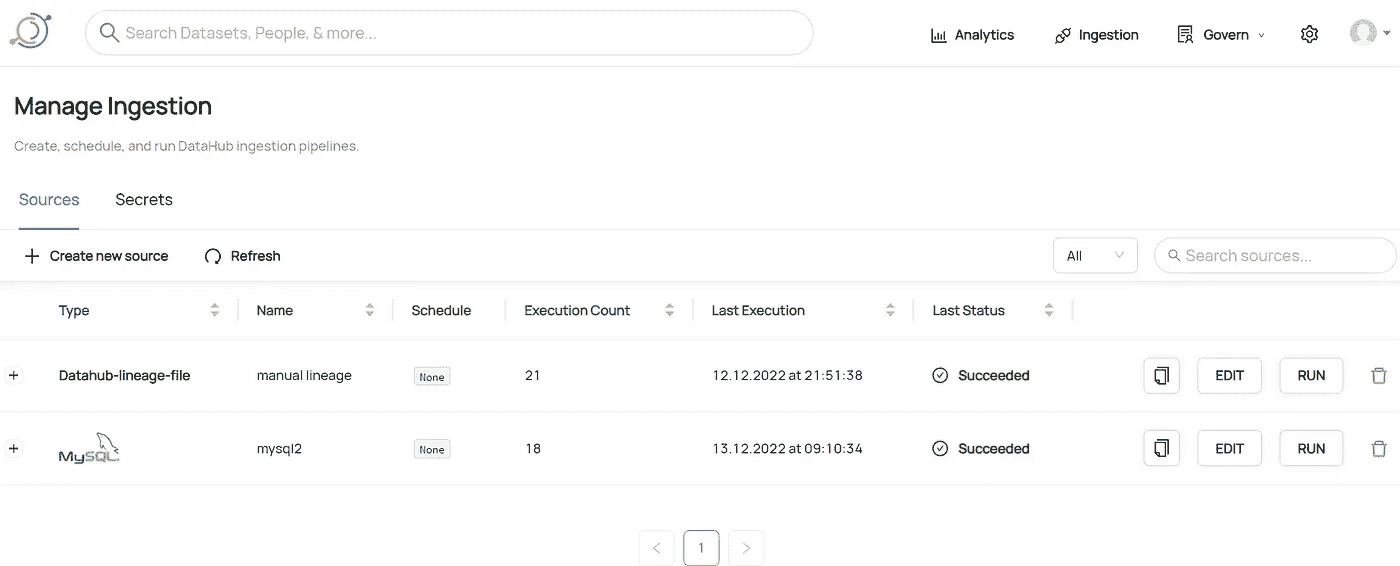 Search Datasets, People, & more...
Analytics
Ingestion
Govern
Manage Ingestion
Create, schedule, and run DataHub ingestion pipelines.
Sources Secrets
Create new source Refresh All Search sources...
Type Name Schedule Execution Count Last Execution Last Status
Datahub-lineage-file manual lineage None 21 12.12.2022 at 21:51:38 Succeeded EDIT RUN
MySQL mysql2 None 18 13.12.2022 at 09:10:34 Succeeded EDIT RUN
1